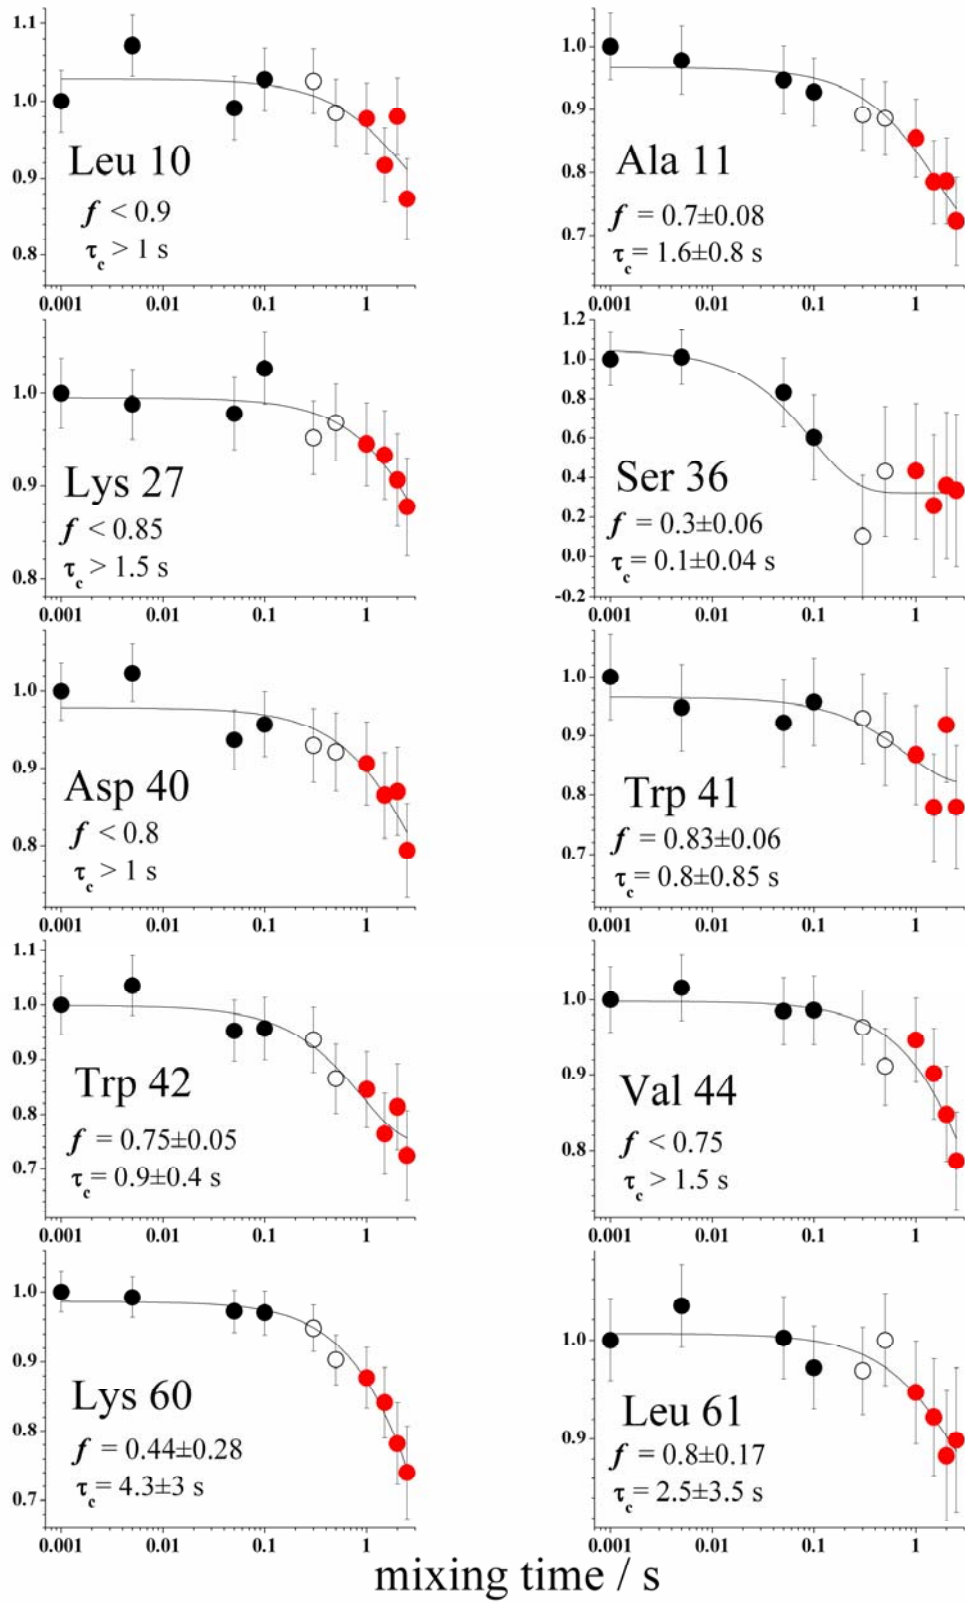 1.1
1.0
0.9
0.8
Leu 10
f < 0.9
τc > 1 s
0.001 0.01 0.1 1
1.0
0.9
0.8
0.7
Ala 11
f = 0.7±0.08
τc = 1.6±0.8 s
0.001 0.01 0.1 1
1.0
0.9
0.8
Lys 27
f < 0.85
τc > 1.5 s
0.001 0.01 0.1 1
1.2
1.0
0.8
0.6
0.4
0.2
0.0
-0.2
Ser 36
f = 0.3±0.06
τc = 0.1±0.04 s
0.001 0.01 0.1 1
1.0
0.9
0.8
Asp 40
f < 0.8
τc > 1 s
0.001 0.01 0.1 1
1.0
0.9
0.8
0.7
Trp 41
f = 0.83±0.06
τc = 0.8±0.85 s
0.001 0.01 0.1 1
1.1
1.0
0.9
0.8
0.7
Trp 42
f = 0.75±0.05
τc = 0.9±0.4 s
0.001 0.01 0.1 1
1.0
0.9
0.8
Val 44
f < 0.75
τc > 1.5 s
0.001 0.01 0.1 1
1.0
0.9
0.8
0.7
Lys 60
f = 0.44±0.28
τc = 4.3±3 s
0.001 0.01 0.1 1
1.0
0.9
Leu 61
f = 0.8±0.17
τc = 2.5±3.5 s
0.001 0.01 0.1 1
mixing time / s